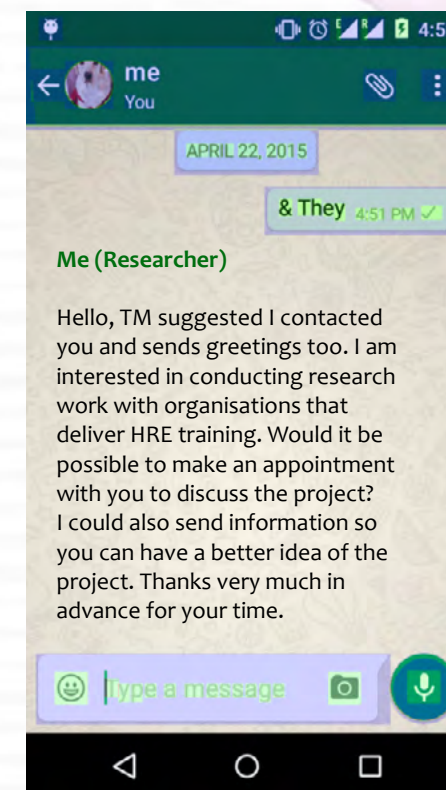 E R 4:5
me
You
APRIL 22, 2015
& They 4:51 PM
Me (Researcher)
Hello, TM suggested I contacted
you and sends greetings too. I am
interested in conducting research
work with organisations that
deliver HRE training. Would it be
possible to make an appointment
with you to discuss the project?
I could also send information so
you can have a better idea of the
project. Thanks very much in
advance for your time.
Type a message